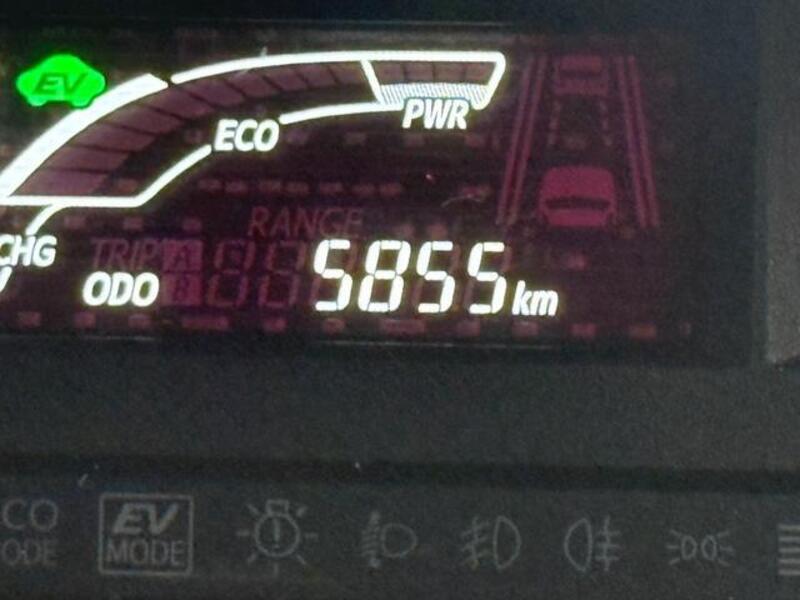 EV
PWR
ECO
RANGE
CHG
TRIP A
B
ODO 5855 km
ECO
MODE
EV
MODE